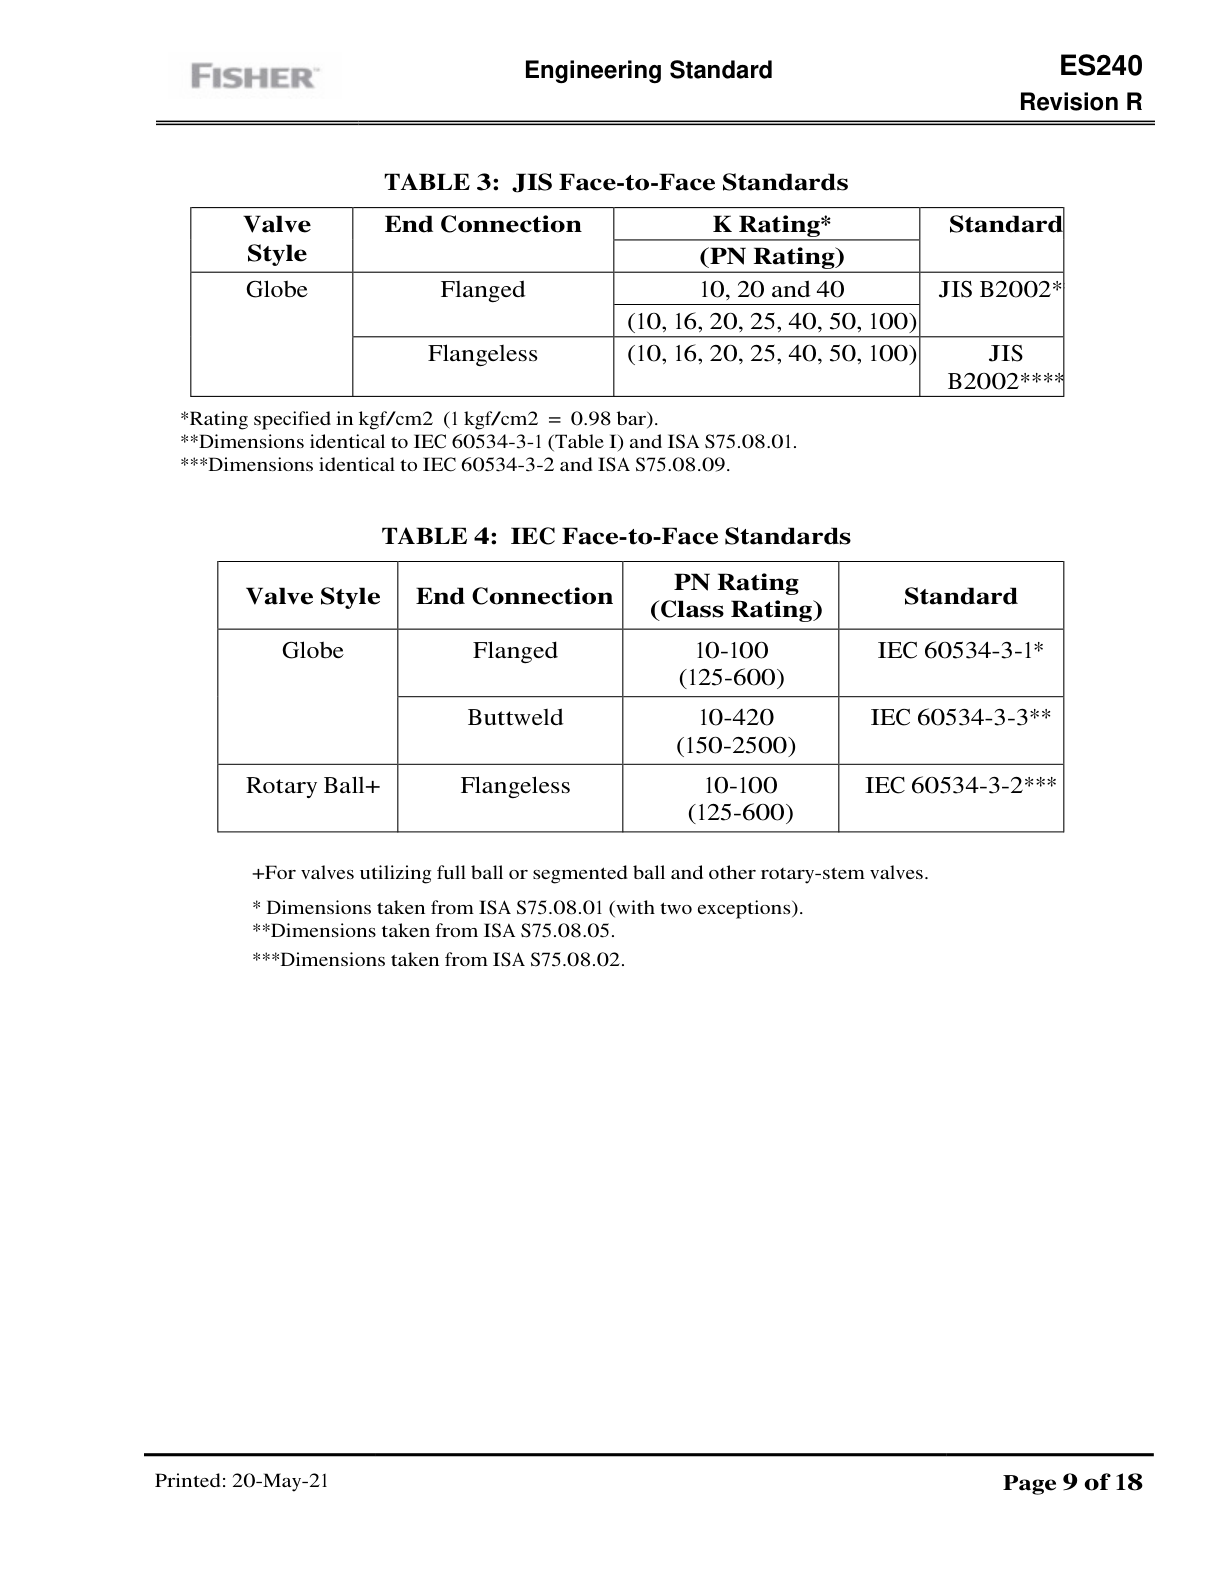 FISHER™
Engineering Standard
ES240
Revision R
TABLE 3: JIS Face-to-Face Standards
Valve Style
End Connection
K Rating*
(PN Rating)
Standard
Globe
Flanged
10, 20 and 40
(10, 16, 20, 25, 40, 50, 100)
JIS B2002*
Flangeless
(10, 16, 20, 25, 40, 50, 100)
JIS
B2002****
*Rating specified in kgf/cm2 (1 kgf/cm2 = 0.98 bar).
**Dimensions identical to IEC 60534-3-1 (Table I) and ISA S75.08.01.
***Dimensions identical to IEC 60534-3-2 and ISA S75.08.09.
TABLE 4: IEC Face-to-Face Standards
Valve Style
End Connection
PN Rating
(Class Rating)
Standard
Globe
Flanged
10-100
(125-600)
IEC 60534-3-1*
Buttweld
10-420
(150-2500)
IEC 60534-3-3**
Rotary Ball+
Flangeless
10-100
(125-600)
IEC 60534-3-2***
+For valves utilizing full ball or segmented ball and other rotary-stem valves.
* Dimensions taken from ISA S75.08.01 (with two exceptions).
**Dimensions taken from ISA S75.08.05.
***Dimensions taken from ISA S75.08.02.
Printed: 20-May-21
Page 9 of 18